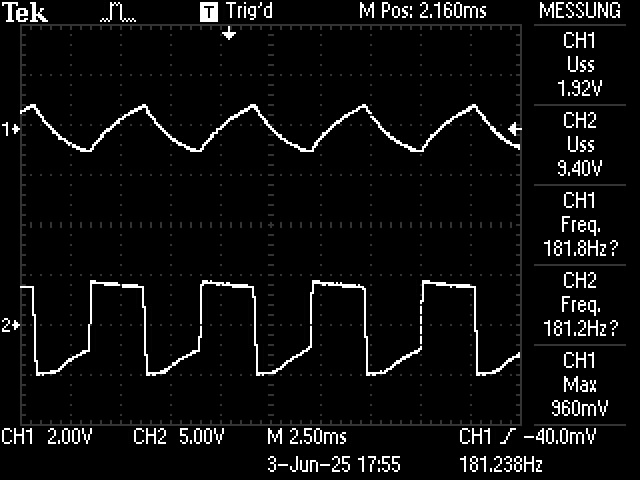 Tek T Trig'd M Pos: 2.160ms MESSUNG
CH1
Uss
1.92V
CH2
Uss
9.40V
CH1
Freq.
181.8Hz?
CH2
Freq.
181.2Hz?
CH1
Max
960mV
1
2
CH1 2.00V CH2 5.00V M 2.50ms CH1 -40.0mV
3-Jun-25 17:55 181.238Hz